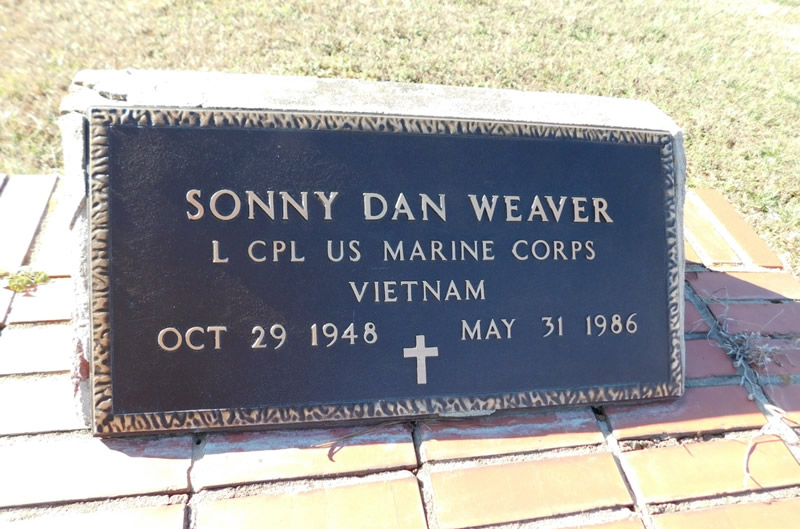 SONNY DAN WEAVER
L CPL US MARINE CORPS
VIETNAM
OCT 29 1948 MAY 31 1986